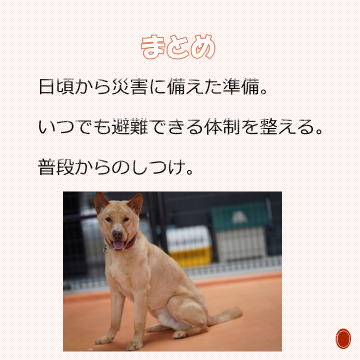 まとめ
日頃から災害に備えた準備。
いつでも避難できる体制を整える。
普段からのしつけ。